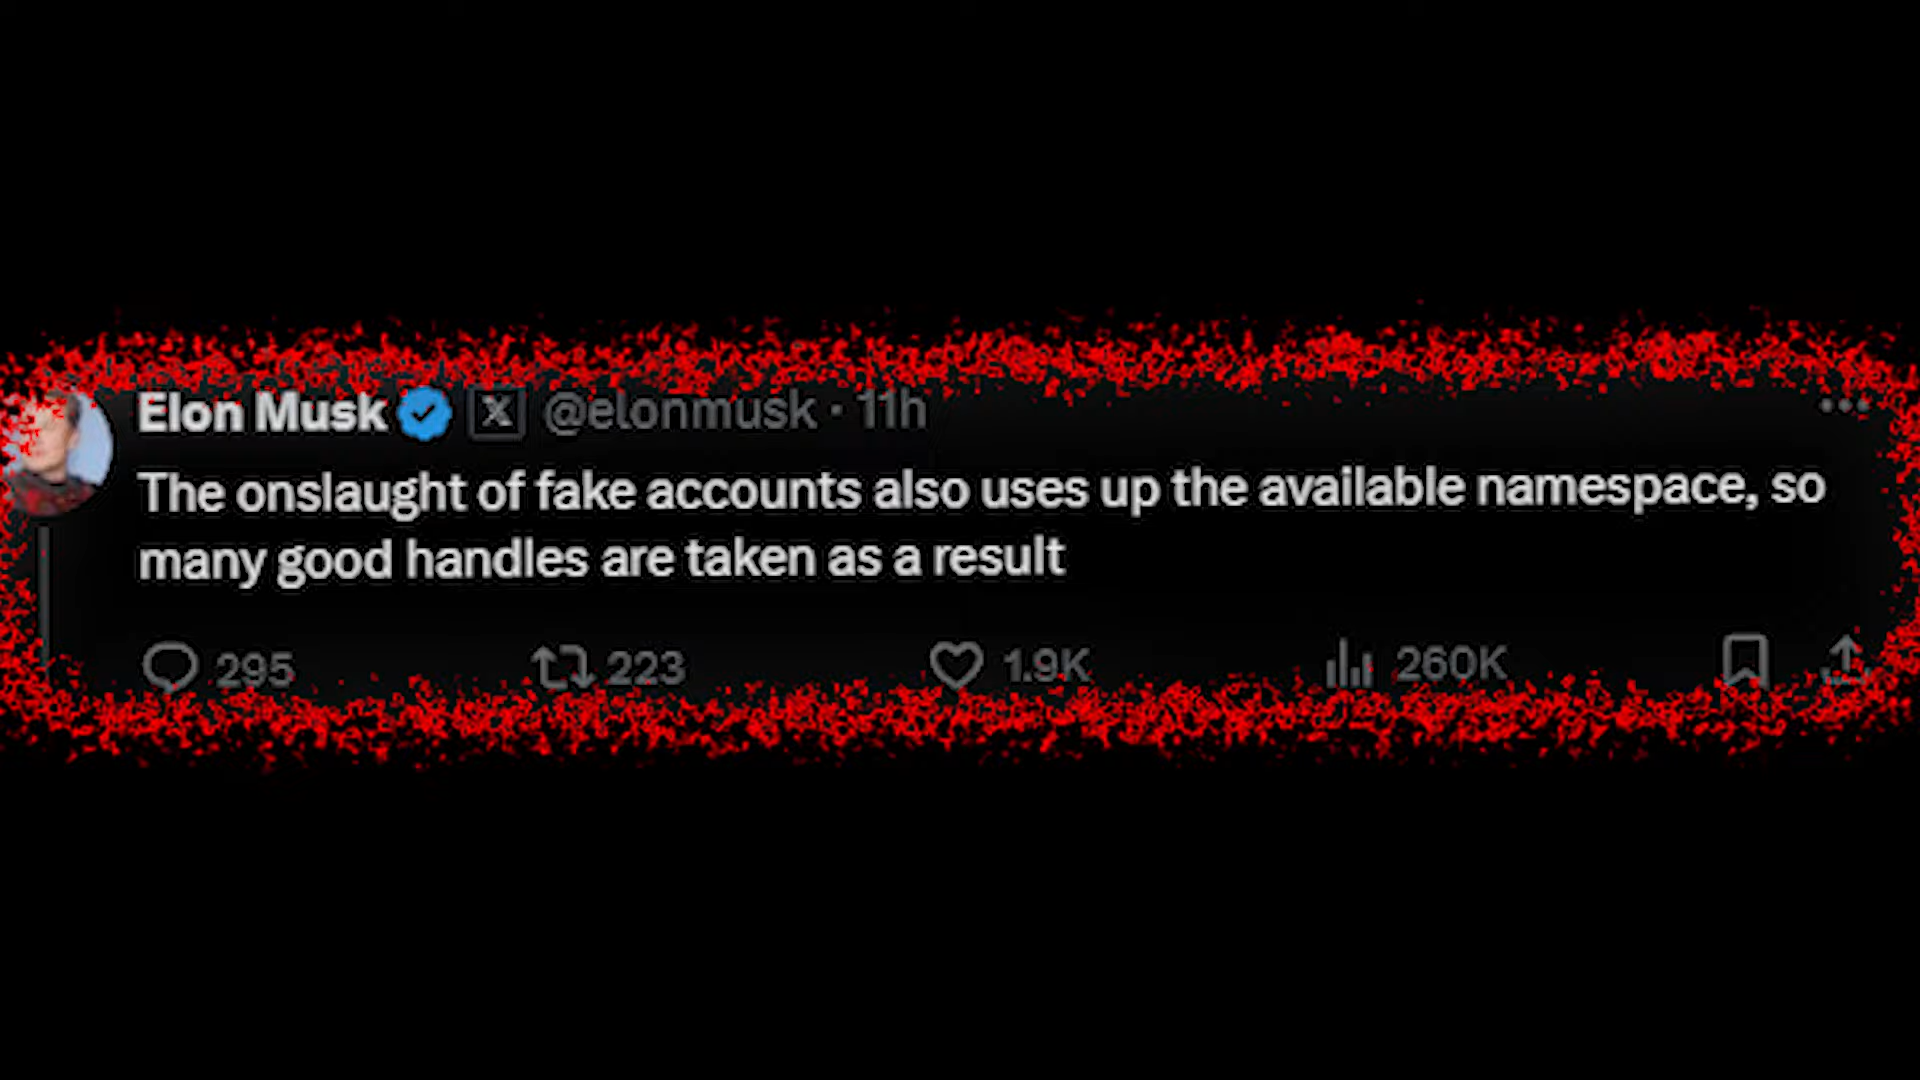 Elon Musk X @elonmusk · 11h
The onslaught of fake accounts also uses up the available namespace, so
many good handles are taken as a result
295 223 1.9K 260K